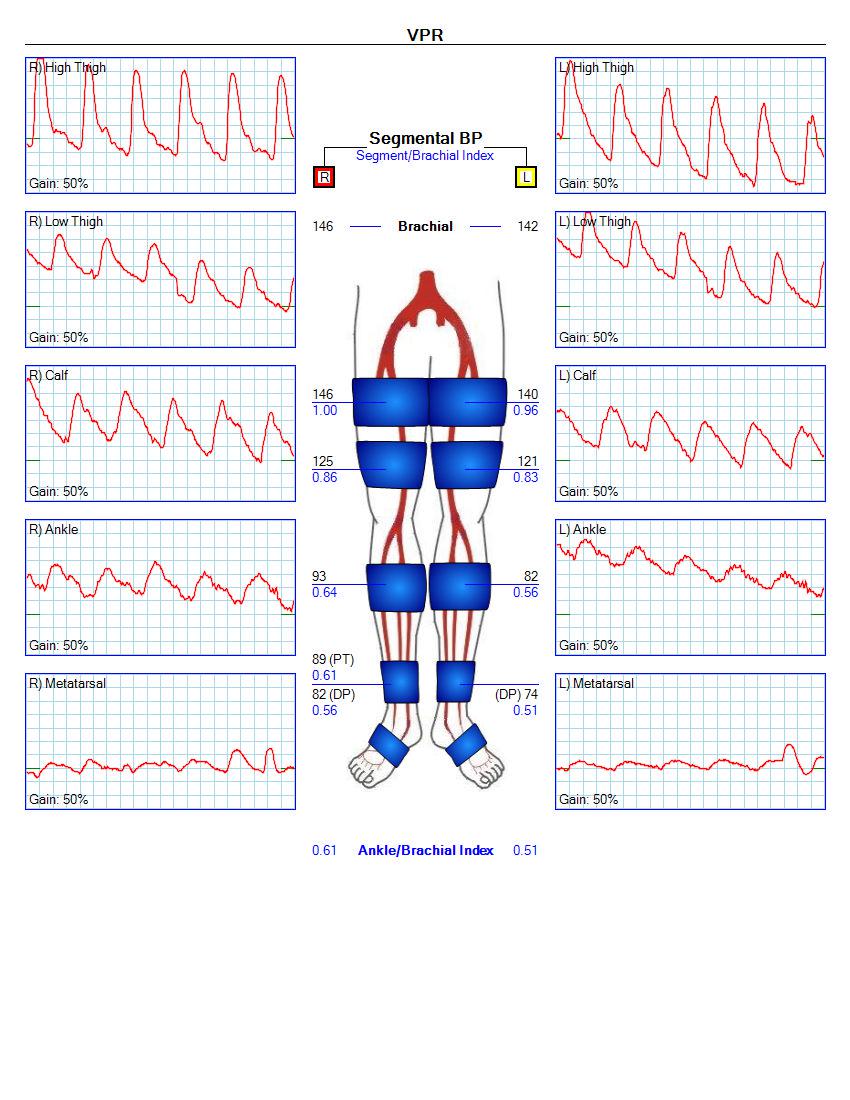 VPR
R) High Thigh
Gain: 50%
R) Low Thigh
Gain: 50%
R) Calf
Gain: 50%
R) Ankle
Gain: 50%
R) Metatarsal
Gain: 50%
Segmental BP
Segment/Brachial Index
R L
146 Brachial 142
146 140
1.00 0.96
125 121
0.86 0.83
93 82
0.64 0.56
89 (PT)
0.61
82 (DP) (DP) 74
0.56 0.51
0.61 Ankle/Brachial Index 0.51
L) High Thigh
Gain: 50%
L) Low Thigh
Gain: 50%
L) Calf
Gain: 50%
L) Ankle
Gain: 50%
L) Metatarsal
Gain: 50%